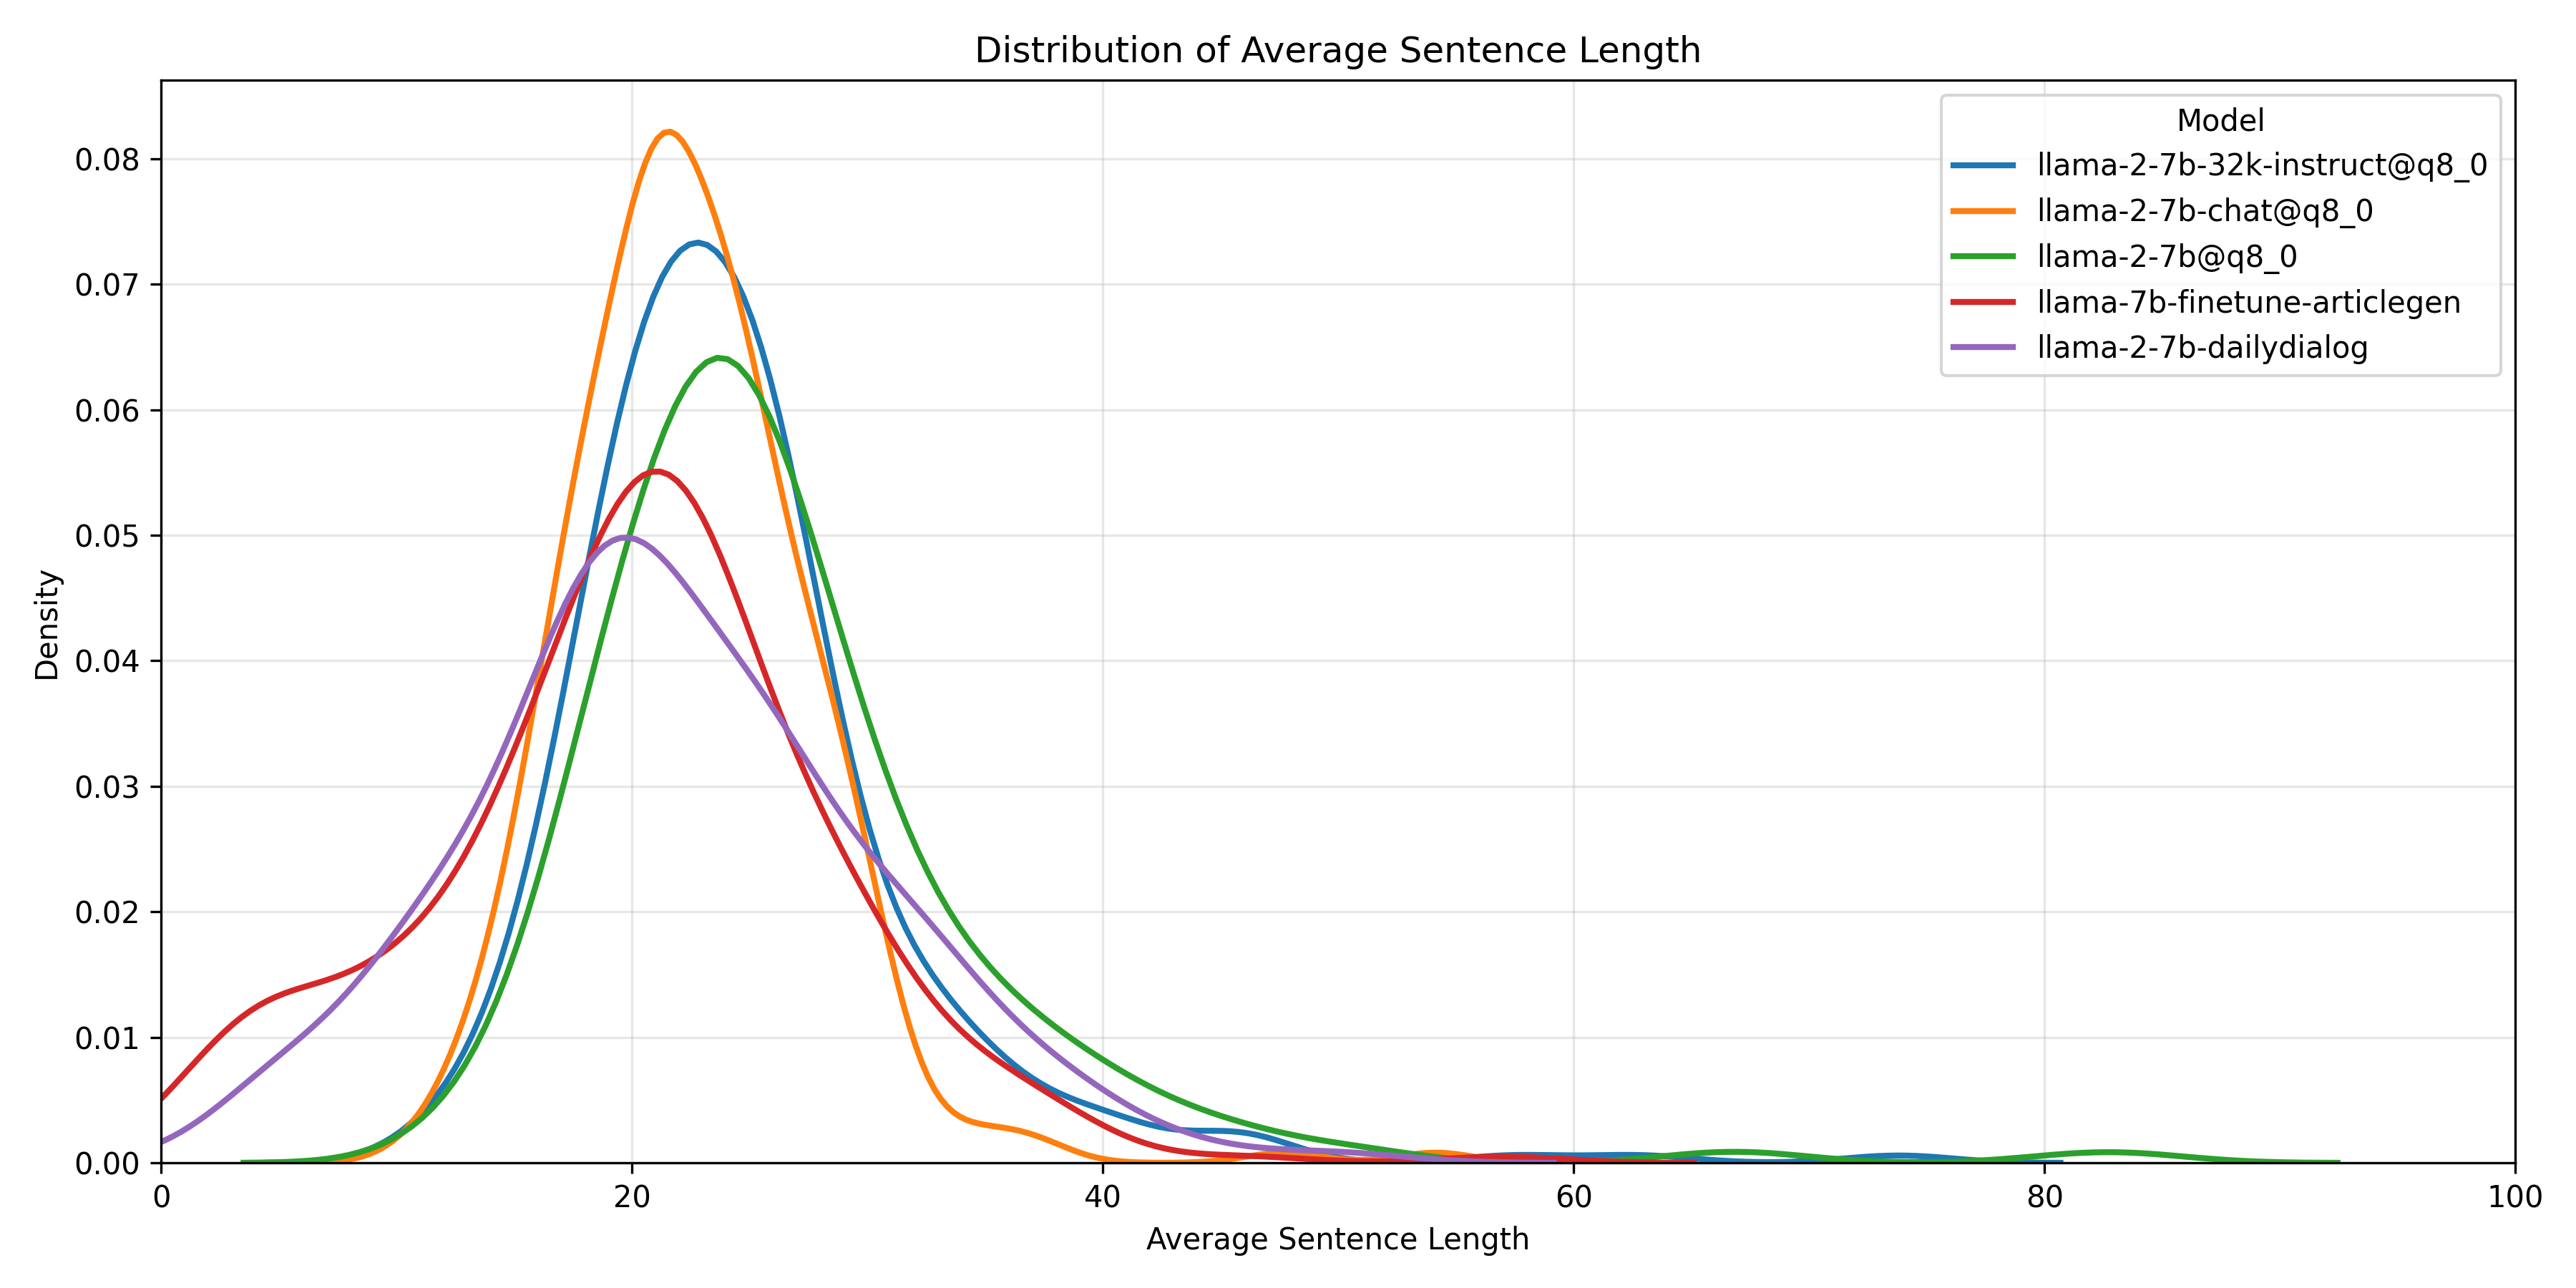 Distribution of Average Sentence Length
Model
llama-2-7b-32k-instruct@q8_0
llama-2-7b-chat@q8_0
llama-2-7b@q8_0
llama-7b-finetune-articlegen
llama-2-7b-dailydialog
Density
0.08
0.07
0.06
0.05
0.04
0.03
0.02
0.01
0.00
0 20 40 60 80 100
Average Sentence Length